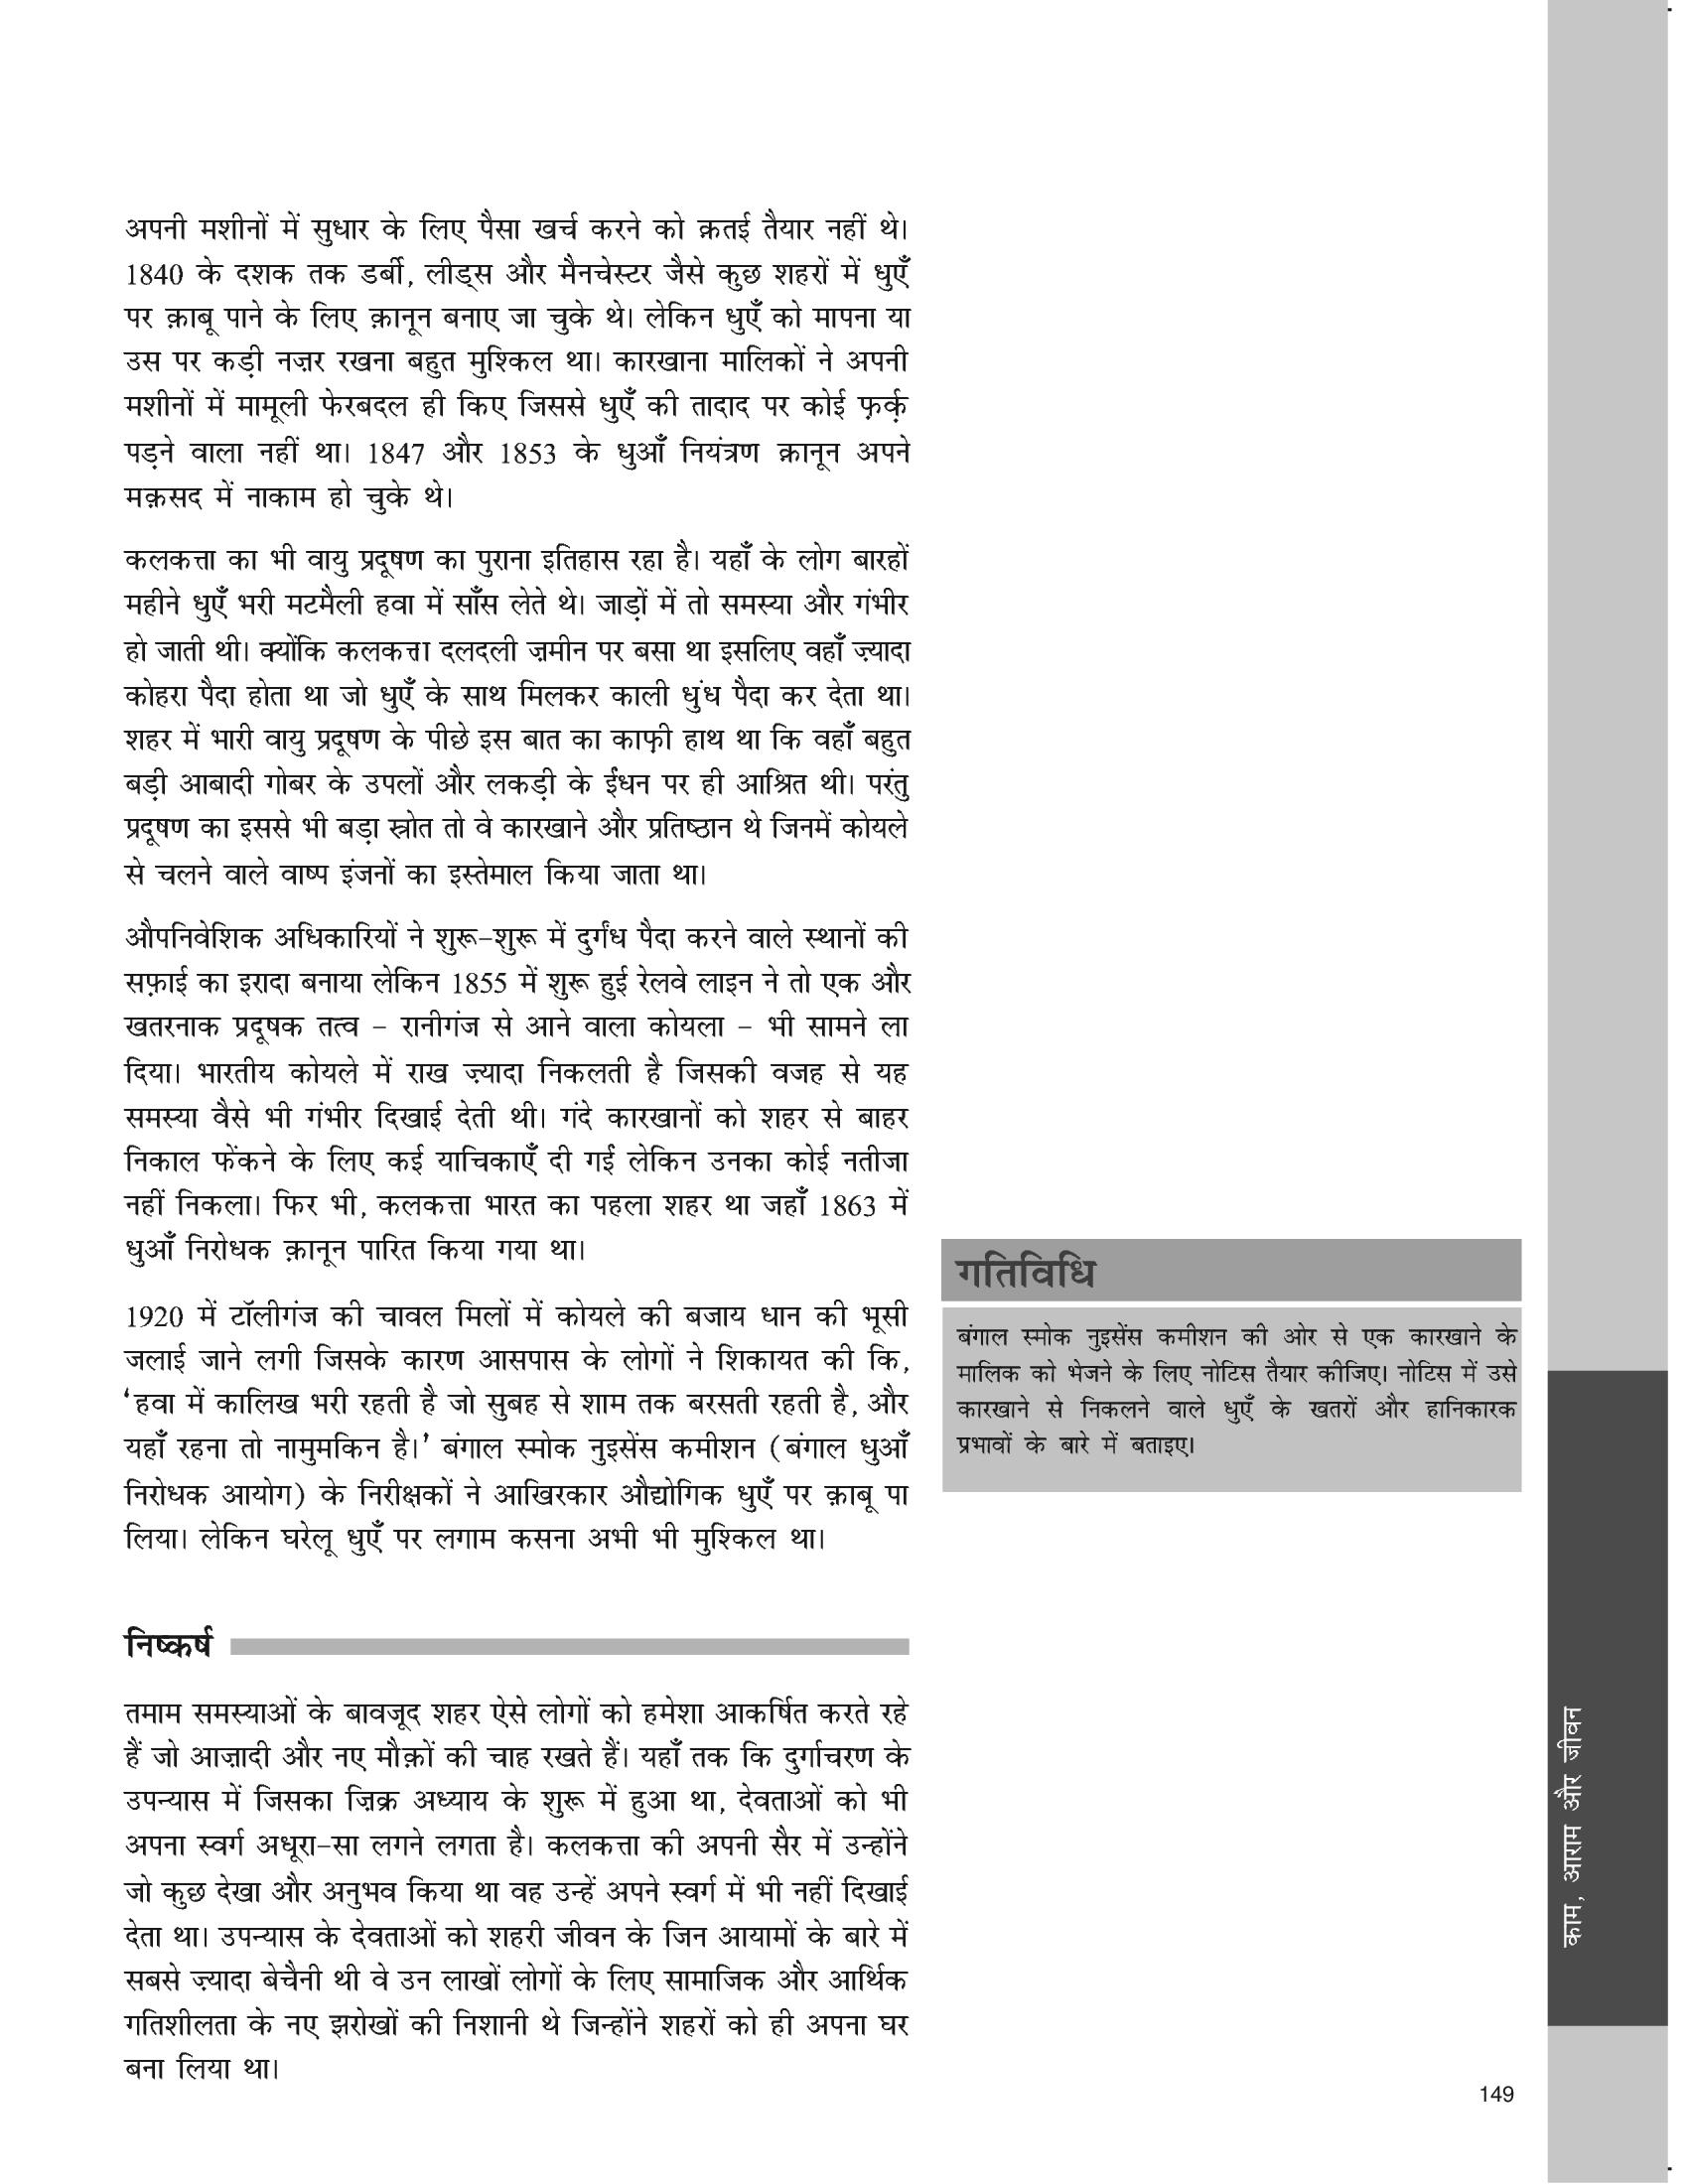 अपनी मशीनों में सुधार के लिए पैसा खर्च करने को क़तई तैयार नहीं थे।
1840 के दशक तक डर्बी, लीड्स और मैनचेस्टर जैसे कुछ शहरों में धुएँ
पर क़ाबू पाने के लिए क़ानून बनाए जा चुके थे। लेकिन धुएँ को मापना या
उस पर कड़ी नज़र रखना बहुत मुश्किल था। कारखाना मालिकों ने अपनी
मशीनों में मामूली फेरबदल ही किए जिससे धुएँ की तादाद पर कोई फ़र्क़
पड़ने वाला नहीं था। 1847 और 1853 के धुआँ नियंत्रण क़ानून अपने
मक़सद में नाकाम हो चुके थे।
कलकत्ता का भी वायु प्रदूषण का पुराना इतिहास रहा है। यहाँ के लोग बारहों
महीने धुएँ भरी मटमैली हवा में साँस लेते थे। जाड़ों में तो समस्या और गंभीर
हो जाती थी। क्योंकि कलकत्ता दलदली ज़मीन पर बसा था इसलिए वहाँ ज़्यादा
कोहरा पैदा होता था जो धुएँ के साथ मिलकर काली धुंध पैदा कर देता था।
शहर में भारी वायु प्रदूषण के पीछे इस बात का काफ़ी हाथ था कि वहाँ बहुत
बड़ी आबादी गोबर के उपलों और लकड़ी के ईंधन पर ही आश्रित थी। परंतु
प्रदूषण का इससे भी बड़ा स्रोत तो वे कारखाने और प्रतिष्ठान थे जिनमें कोयले
से चलने वाले वाष्प इंजनों का इस्तेमाल किया जाता था।
औपनिवेशिक अधिकारियों ने शुरू-शुरू में दुर्गंध पैदा करने वाले स्थानों की
सफ़ाई का इरादा बनाया लेकिन 1855 में शुरू हुई रेलवे लाइन ने तो एक और
खतरनाक प्रदूषक तत्व – रानीगंज से आने वाला कोयला – भी सामने ला
दिया। भारतीय कोयले में राख ज़्यादा निकलती है जिसकी वजह से यह
समस्या वैसे भी गंभीर दिखाई देती थी। गंदे कारखानों को शहर से बाहर
निकाल फेंकने के लिए कई याचिकाएँ दी गईं लेकिन उनका कोई नतीजा
नहीं निकला। फिर भी, कलकत्ता भारत का पहला शहर था जहाँ 1863 में
धुआँ निरोधक क़ानून पारित किया गया था।
1920 में टॉलीगंज की चावल मिलों में कोयले की बजाय धान की भूसी
जलाई जाने लगी जिसके कारण आसपास के लोगों ने शिकायत की कि,
‘हवा में कालिख भरी रहती है जो सुबह से शाम तक बरसती रहती है, और
यहाँ रहना तो नामुमकिन है।’ बंगाल स्मोक नुइसेंस कमीशन (बंगाल धुआँ
निरोधक आयोग) के निरीक्षकों ने आखिरकार औद्योगिक धुएँ पर क़ाबू पा
लिया। लेकिन घरेलू धुएँ पर लगाम कसना अभी भी मुश्किल था।
निष्कर्ष
तमाम समस्याओं के बावजूद शहर ऐसे लोगों को हमेशा आकर्षित करते रहे
हैं जो आज़ादी और नए मौक़ों की चाह रखते हैं। यहाँ तक कि दुर्गाचरण के
उपन्यास में जिसका ज़िक्र अध्याय के शुरू में हुआ था, देवताओं को भी
अपना स्वर्ग अधूरा-सा लगने लगता है। कलकत्ता की अपनी सैर में उन्होंने
जो कुछ देखा और अनुभव किया था वह उन्हें अपने स्वर्ग में भी नहीं दिखाई
देता था। उपन्यास के देवताओं को शहरी जीवन के जिन आयामों के बारे में
सबसे ज़्यादा बेचैनी थी वे उन लाखों लोगों के लिए सामाजिक और आर्थिक
गतिशीलता के नए झरोखों की निशानी थे जिन्होंने शहरों को ही अपना घर
बना लिया था।
गतिविधि
बंगाल स्मोक नुइसेंस कमीशन की ओर से एक कारखाने के
मालिक को भेजने के लिए नोटिस तैयार कीजिए। नोटिस में उसे
कारखाने से निकलने वाले धुएँ के खतरों और हानिकारक
प्रभावों के बारे में बताइए।
काम, आराम और जीवन
149